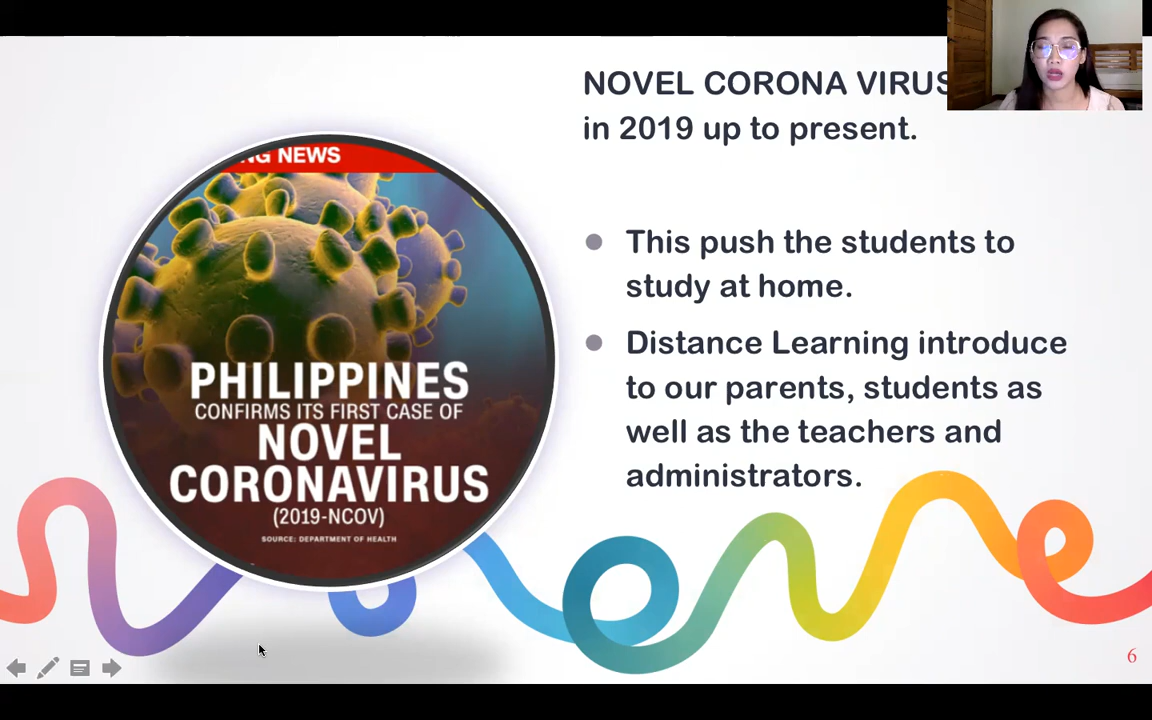 NOVEL CORONA VIRUS
in 2019 up to present.
NG NEWS
PHILIPPINES
CONFIRMS ITS FIRST CASE OF
NOVEL
CORONAVIRUS
(2019-NCOV)
SOURCE: DEPARTMENT OF HEALTH
This push the students to
study at home.
Distance Learning introduce
to our parents, students as
well as the teachers and
administrators.
6